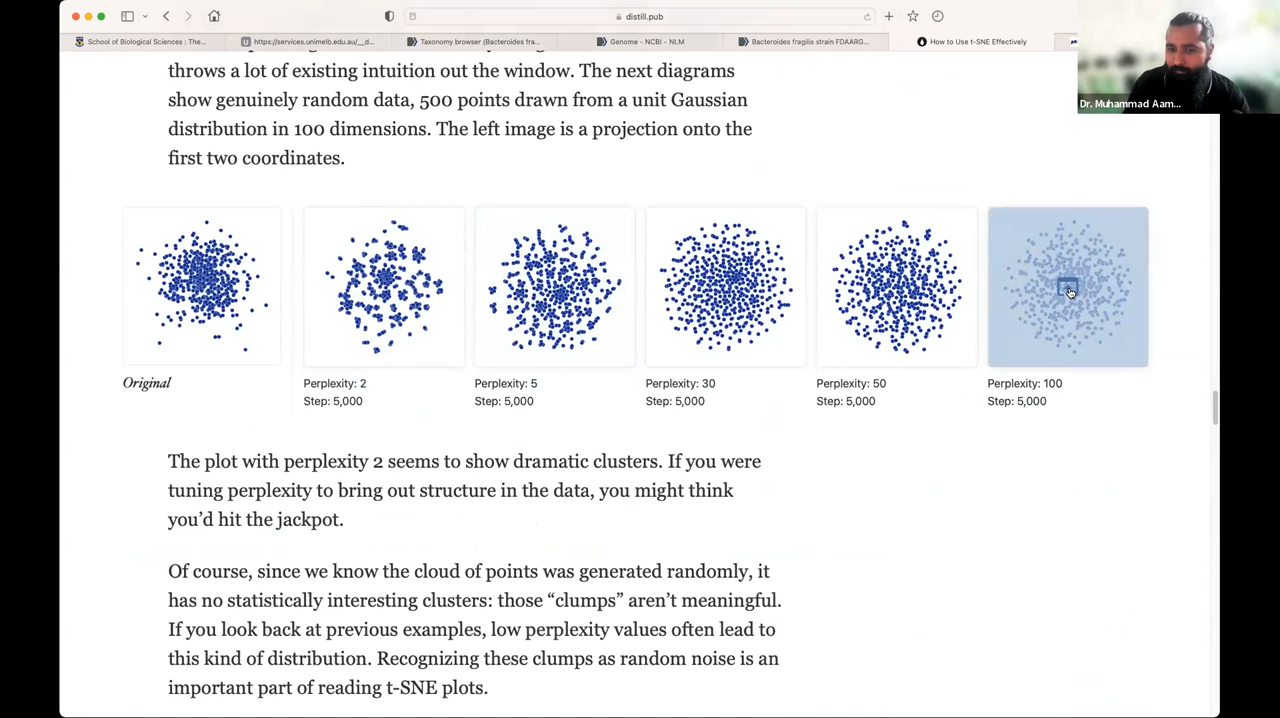 distill.pub
School of Biological Sciences : The...
https://services.unimelb.edu.au/__d...
Taxonomy browser (Bacteroides fra...
Genome - NCBI - NLM
Bacteroides fragilis strain FDAARG...
How to Use t-SNE Effectively
Dr. Muhammad Aam...
throws a lot of existing intuition out the window. The next diagrams
show genuinely random data, 500 points drawn from a unit Gaussian
distribution in 100 dimensions. The left image is a projection onto the
first two coordinates.
Original
Perplexity: 2
Step: 5,000
Perplexity: 5
Step: 5,000
Perplexity: 30
Step: 5,000
Perplexity: 50
Step: 5,000
Perplexity: 100
Step: 5,000
The plot with perplexity 2 seems to show dramatic clusters. If you were
tuning perplexity to bring out structure in the data, you might think
you’d hit the jackpot.
Of course, since we know the cloud of points was generated randomly, it
has no statistically interesting clusters: those “clumps” aren’t meaningful.
If you look back at previous examples, low perplexity values often lead to
this kind of distribution. Recognizing these clumps as random noise is an
important part of reading t-SNE plots.